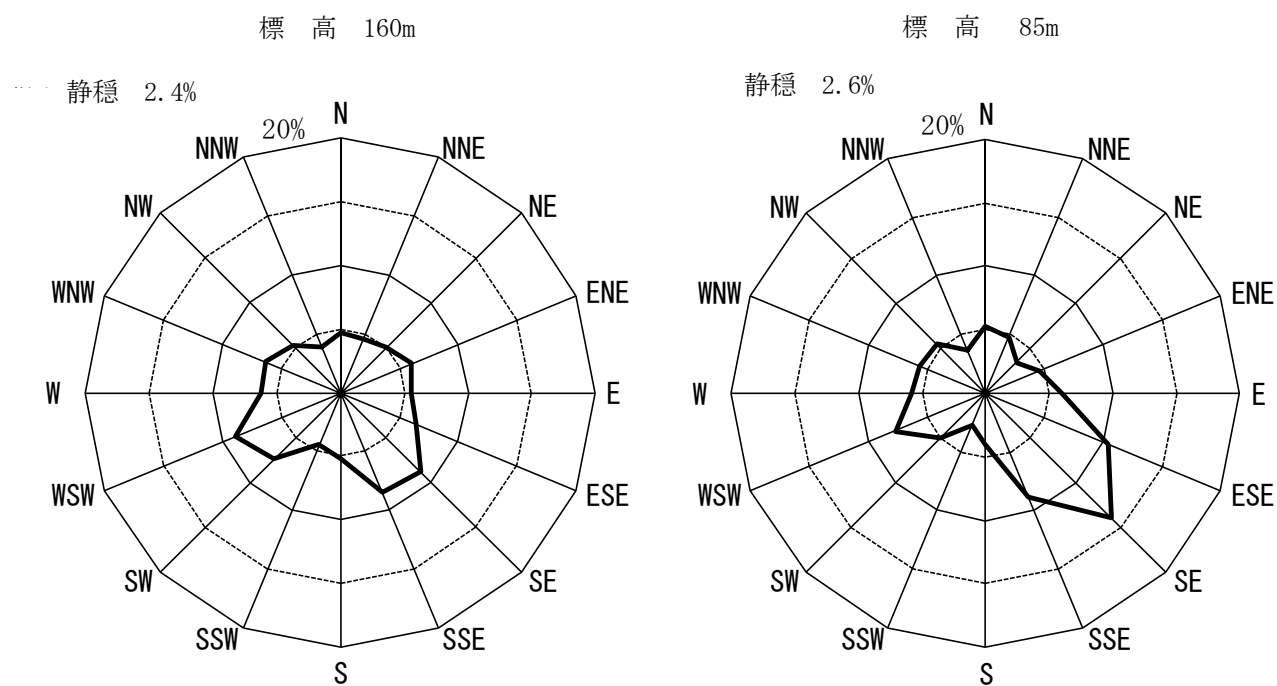 標 高 160m
静穏 2.4%
20%
N
NNE
NE
ENE
E
ESE
SE
SSE
S
SSW
SW
WSW
W
WNW
NW
NNW
標 高 85m
静穏 2.6%
20%
N
NNE
NE
ENE
E
ESE
SE
SSE
S
SSW
SW
WSW
W
WNW
NW
NNW